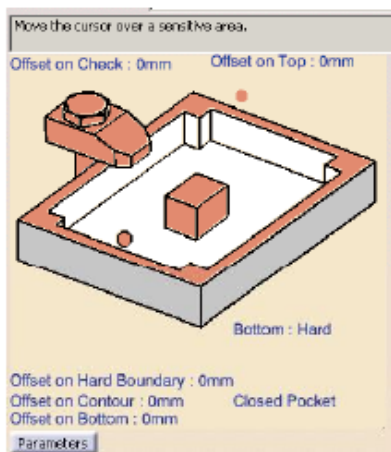 Move the cursor over a sensitive area.
Offset on Check : 0mm Offset on Top : 0mm
Bottom : Hard
Offset on Hard Boundary : 0mm
Offset on Contour : 0mm Closed Pocket
Offset on Bottom : 0mm
Parameters